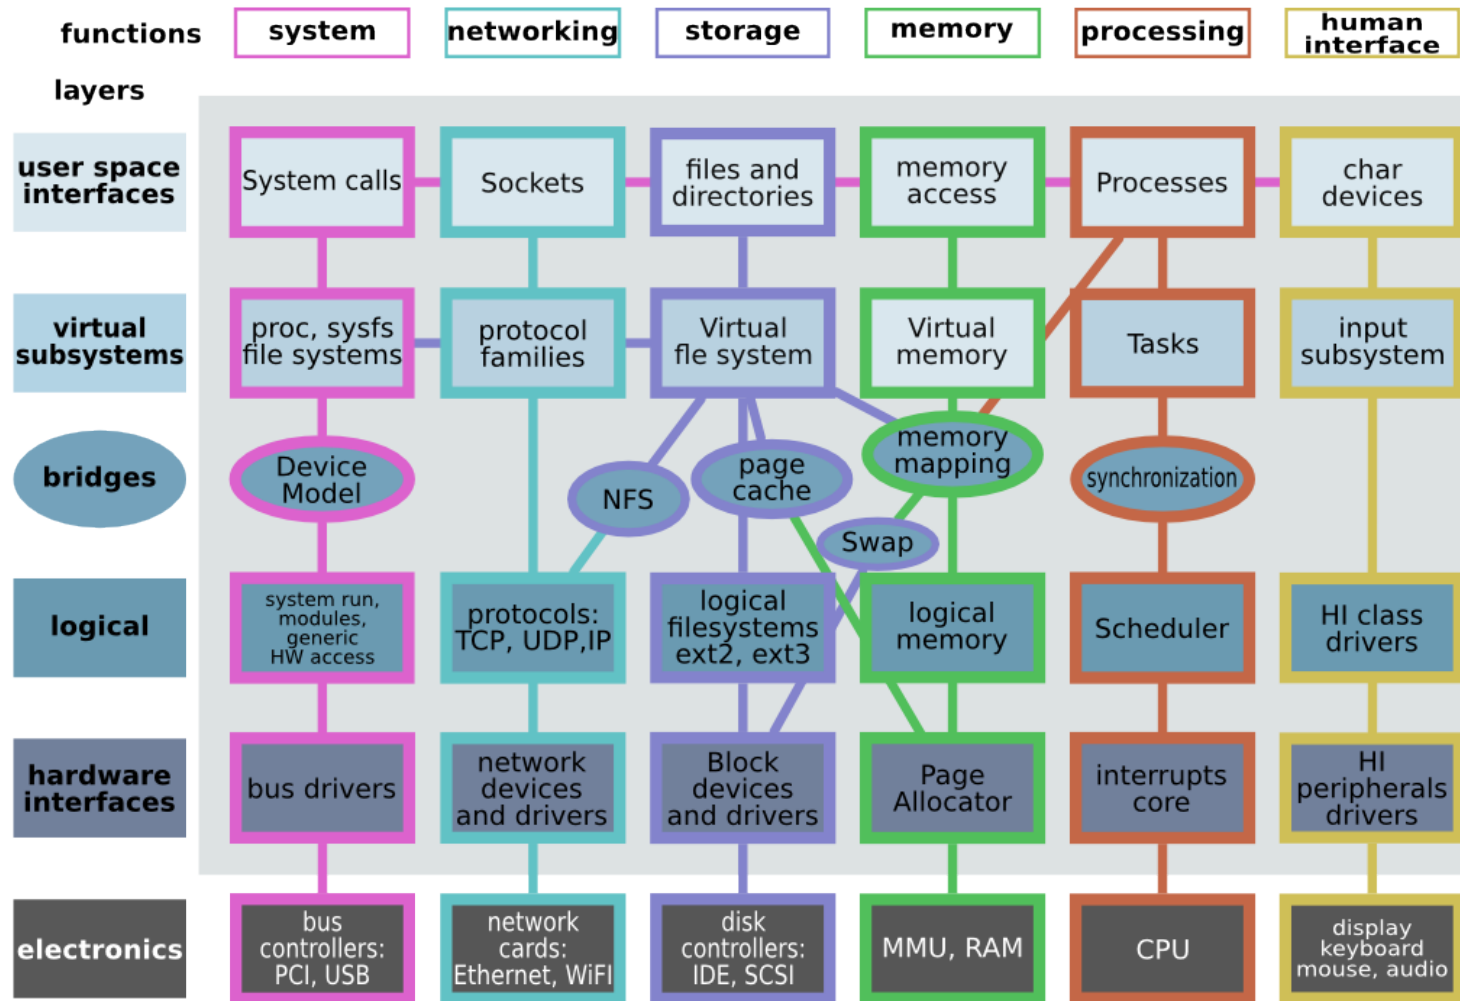 functions
system
networking
storage
memory
processing
human
interface
layers
user space
interfaces
System calls
Sockets
files and
directories
memory
access
Processes
char
devices
virtual
subsystems
proc, sysfs
file systems
protocol
families
Virtual
fle system
Virtual
memory
Tasks
input
subsystem
bridges
Device
Model
NFS
page
cache
memory
mapping
Swap
synchronization
logical
system run,
modules,
generic
HW access
protocols:
TCP, UDP,IP
logical
filesystems
ext2, ext3
logical
memory
Scheduler
HI class
drivers
hardware
interfaces
bus drivers
network
devices
and drivers
Block
devices
and drivers
Page
Allocator
interrupts
core
HI
peripherals
drivers
electronics
bus
controllers:
PCI, USB
network
cards:
Ethernet, WiFI
disk
controllers:
IDE, SCSI
MMU, RAM
CPU
display
keyboard
mouse, audio